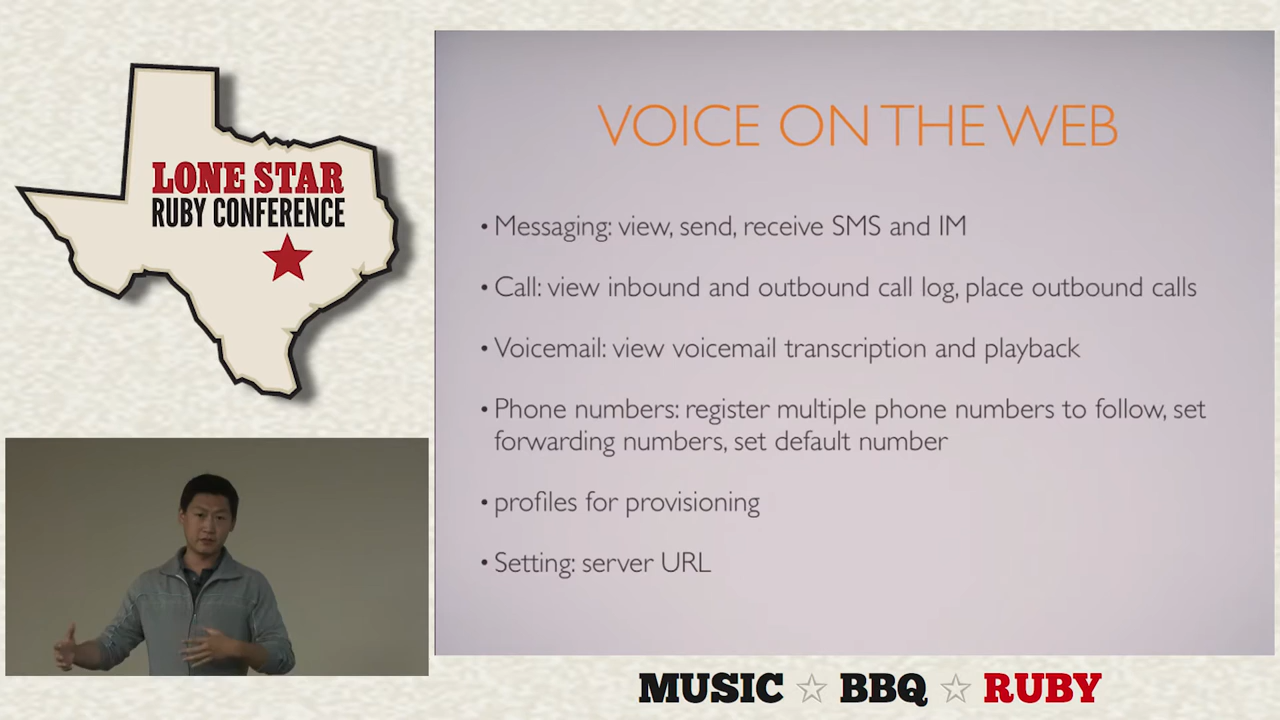 LONE STAR
RUBY CONFERENCE
VOICE ON THE WEB
• Messaging: view, send, receive SMS and IM
• Call: view inbound and outbound call log, place outbound calls
• Voicemail: view voicemail transcription and playback
• Phone numbers: register multiple phone numbers to follow, set
forwarding numbers, set default number
• profiles for provisioning
• Setting: server URL
MUSIC ☆ BBQ ☆ RUBY